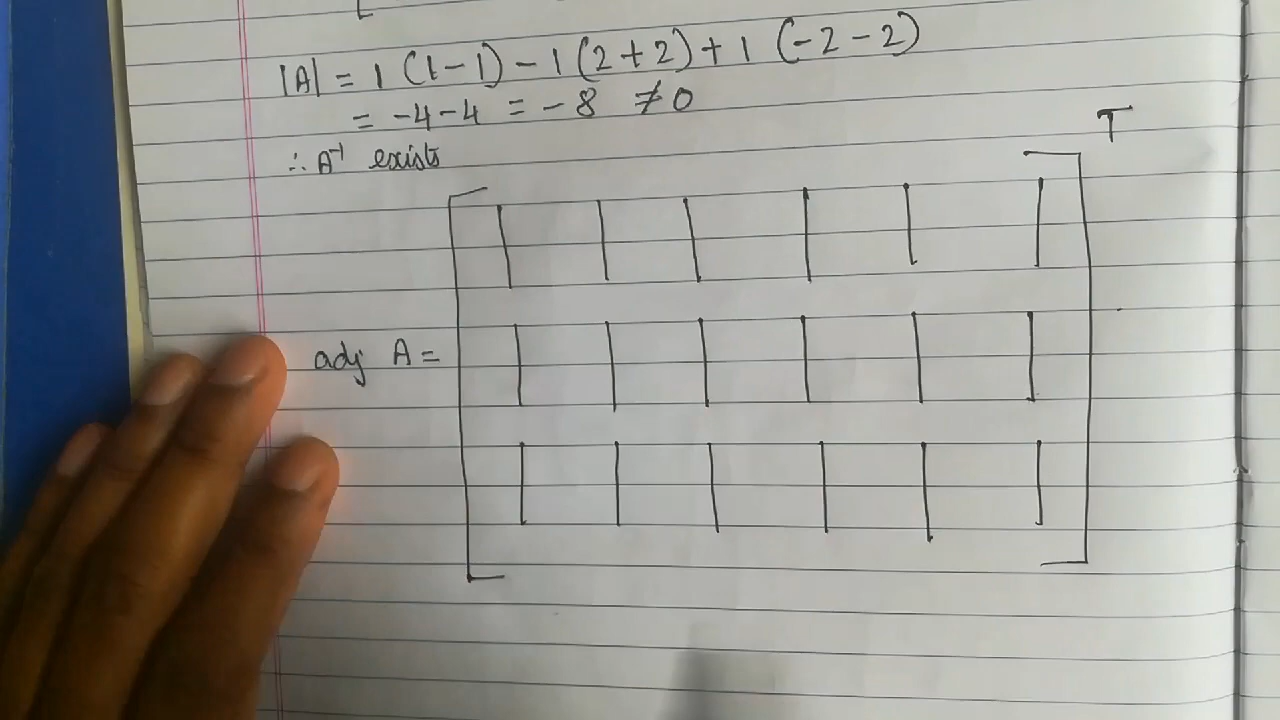 |A| = 1 (1-1) - 1 (2+2) + 1 (-2-2)
= -4-4 = -8 ≠ 0
∴ A⁻¹ exists
T
adj A =